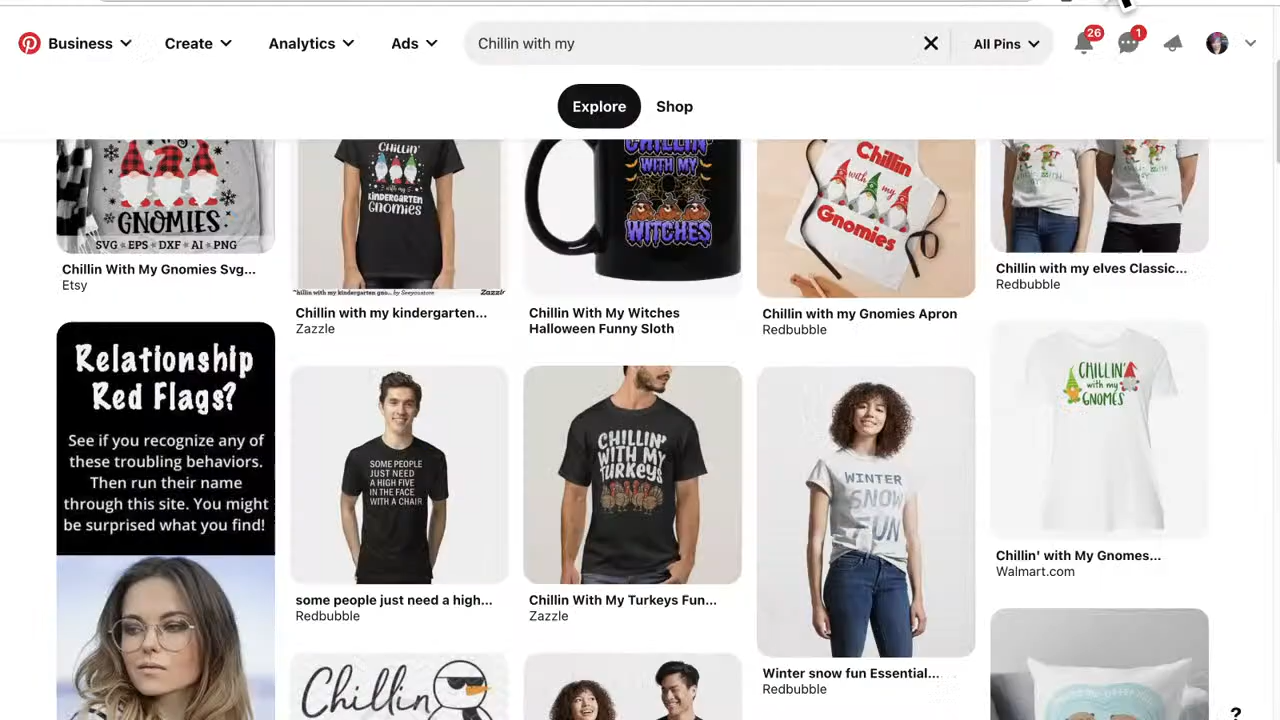 Business
Create
Analytics
Ads
Chillin with my
All Pins
26
1
Explore
Shop
GNOMIES
SVG • EPS • DXF • AI • PNG
Chillin With My Gnomies Svg...
Etsy
CHILLIN'
with my
KINDERGARTEN
GNOMIES
Zazzle
Chillin with my kindergarten...
Zazzle
CHILLIN'
WITH MY
WITCHES
Chillin With My Witches
Halloween Funny Sloth
Chillin
with my
Gnomies
Chillin with my Gnomies Apron
Redbubble
Chillin with my elves Classic...
Redbubble
Relationship
Red Flags?
See if you recognize any of
these troubling behaviors.
Then run their name
through this site. You might
be surprised what you find!
SOME PEOPLE
JUST NEED
A HIGH FIVE
IN THE FACE
WITH A CHAIR
some people just need a high...
Redbubble
CHILLIN'
WITH MY
TURKEYS
Chillin With My Turkeys Fun...
Zazzle
WINTER
SNOW
FUN
Winter snow fun Essential...
Redbubble
CHILLIN'
with my
GNOMES
Chillin' with My Gnomes...
Walmart.com
Chillin
?